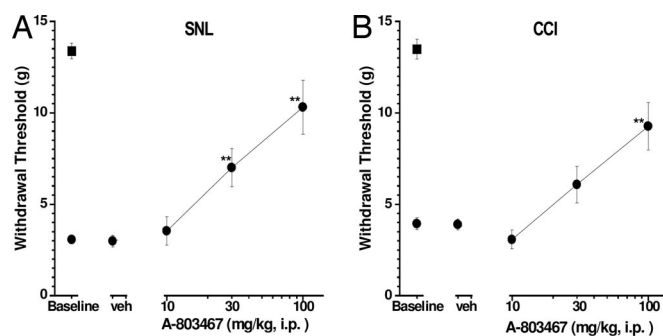 A
SNL
Withdrawal Threshold (g)
15
10
5
0
**
**
Baseline veh 10 30 100
A-803467 (mg/kg, i.p. )
B
CCI
Withdrawal Threshold (g)
15
10
5
0
**
Baseline veh 10 30 100
A-803467 (mg/kg, i.p.)